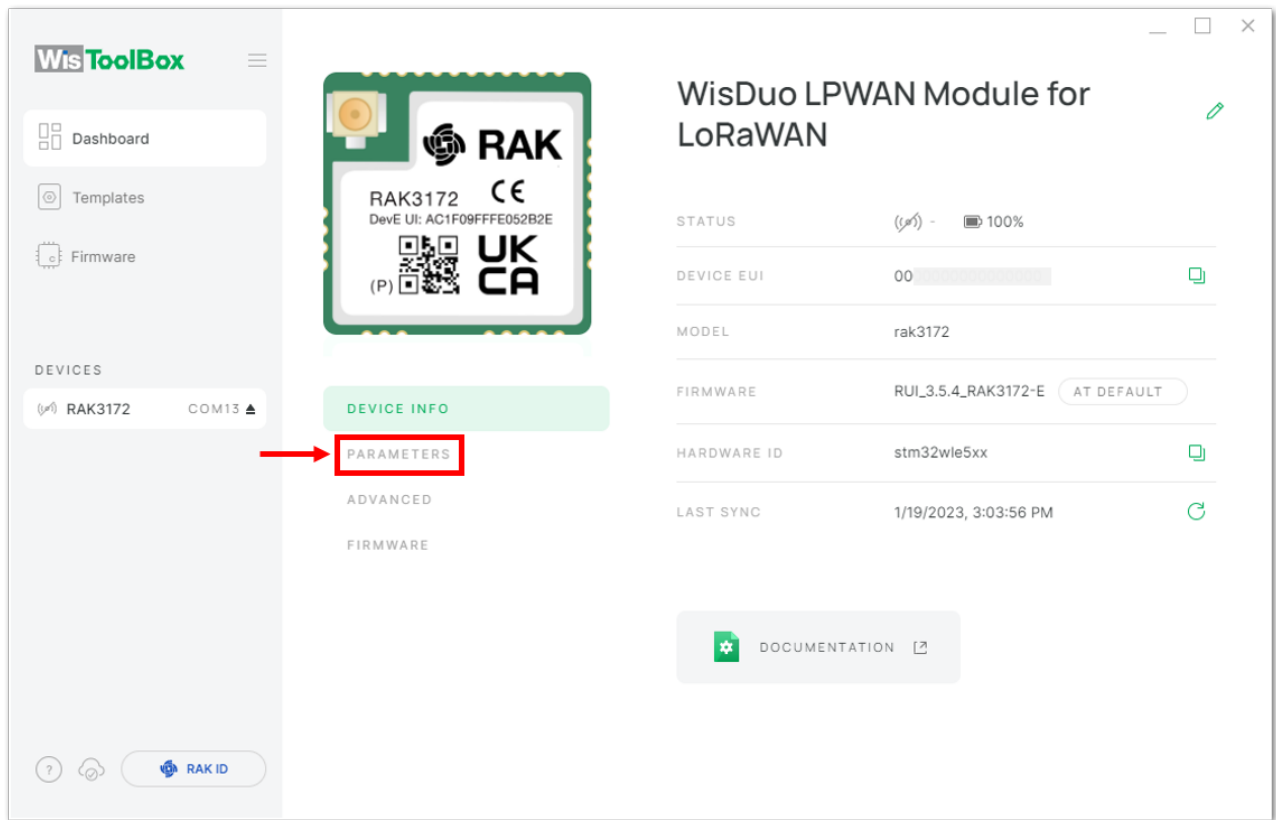 WisToolBox
Dashboard
Templates
Firmware
DEVICES
RAK3172 COM13
? RAK ID
RAK
RAK3172 CE
DevE UI: AC1F09FFFE052B2E
(P) UK
CA
DEVICE INFO
PARAMETERS
ADVANCED
FIRMWARE
WisDuo LPWAN Module for
LoRaWAN
STATUS - 100%
DEVICE EUI 00
MODEL rak3172
FIRMWARE RUI_3.5.4_RAK3172-E AT DEFAULT
HARDWARE ID stm32wle5xx
LAST SYNC 1/19/2023, 3:03:56 PM
DOCUMENTATION